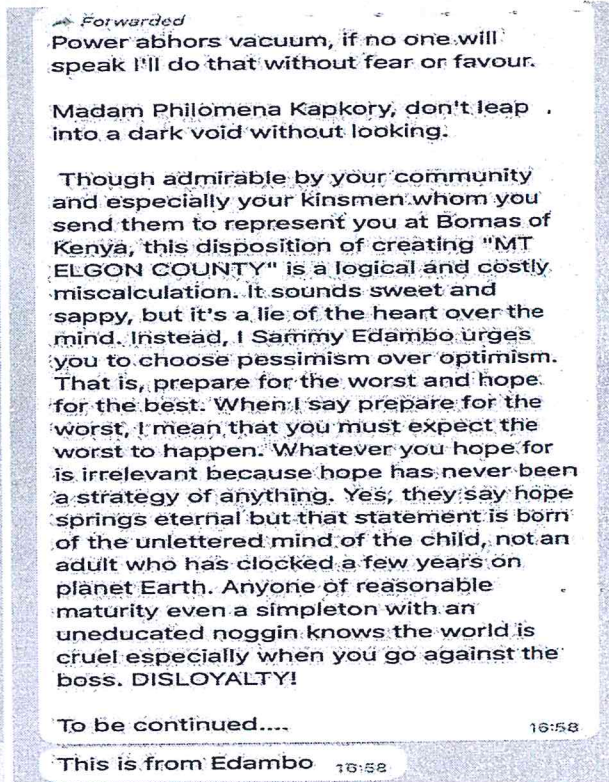 Forwarded
Power abhors vacuum, if no one will
speak I'll do that without fear or favour.
Madam Philomena Kapkory, don't leap
into a dark void without looking.
Though admirable by your community
and especially your kinsmen whom you
send them to represent you at Bomas of
Kenya, this disposition of creating "MT
ELGON COUNTY" is a logical and costly
miscalculation. It sounds sweet and
sappy, but it's a lie of the heart over the
mind. Instead, I Sammy Edambo urges
you to choose pessimism over optimism.
That is, prepare for the worst and hope
for the best. When I say prepare for the
worst, I mean that you must expect the
worst to happen. Whatever you hope for
is irrelevant because hope has never been
a strategy of anything. Yes, they say hope
springs eternal but that statement is born
of the unlettered mind of the child, not an
adult who has clocked a few years on
planet Earth. Anyone of reasonable
maturity even a simpleton with an
uneducated noggin knows the world is
cruel especially when you go against the
boss. DISLOYALTY!
To be continued.... 16:58
This is from Edambo 16:58